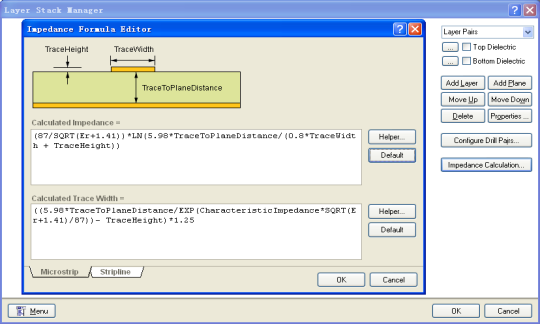 Layer Stack Manager
Impedance Formula Editor
TraceHeight
TraceWidth
TraceToPlaneDistance
Calculated Impedance =
(87/SQRT(Er+1.41))*LN(5.98*TraceToPlaneDistance/(0.8*TraceWidt
h + TraceHeight))
Helper...
Default
Calculated Trace Width =
((5.98*TraceToPlaneDistance/EXP(CharacteristicImpedance*SQRT(E
r+1.41)/87))- TraceHeight)*1.25
Helper...
Default
Microstrip
Stripline
OK
Cancel
Layer Pairs
... Top Dielectric
... Bottom Dielectric
Add Layer
Add Plane
Move Up
Move Down
Delete
Properties ...
Configure Drill Pairs...
Impedance Calculation...
Menu
OK
Cancel